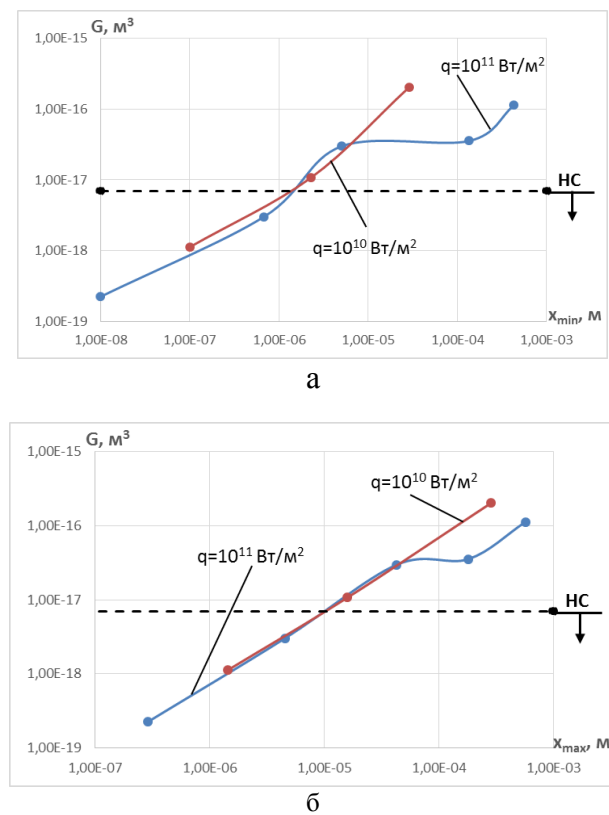 G, м³
1,00E-15
q=10¹¹ Вт/м²
1,00E-16
1,00E-17
НС
q=10¹⁰ Вт/м²
1,00E-18
1,00E-19
xmin, м
1,00E-08 1,00E-07 1,00E-06 1,00E-05 1,00E-04 1,00E-03
а
G, м³
1,00E-15
q=10¹⁰ Вт/м²
1,00E-16
q=10¹¹ Вт/м²
1,00E-17
НС
1,00E-18
1,00E-19
xmax, м
1,00E-07 1,00E-06 1,00E-05 1,00E-04 1,00E-03
б